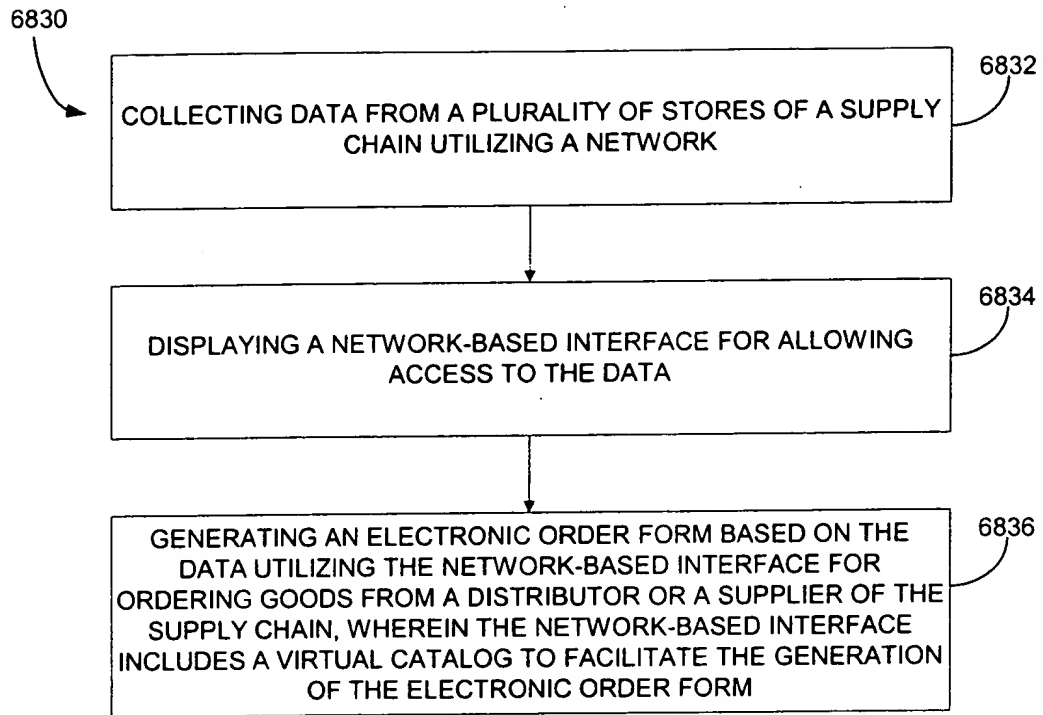 6830
6832
COLLECTING DATA FROM A PLURALITY OF STORES OF A SUPPLY
CHAIN UTILIZING A NETWORK
6834
DISPLAYING A NETWORK-BASED INTERFACE FOR ALLOWING
ACCESS TO THE DATA
6836
GENERATING AN ELECTRONIC ORDER FORM BASED ON THE
DATA UTILIZING THE NETWORK-BASED INTERFACE FOR
ORDERING GOODS FROM A DISTRIBUTOR OR A SUPPLIER OF THE
SUPPLY CHAIN, WHEREIN THE NETWORK-BASED INTERFACE
INCLUDES A VIRTUAL CATALOG TO FACILITATE THE GENERATION
OF THE ELECTRONIC ORDER FORM